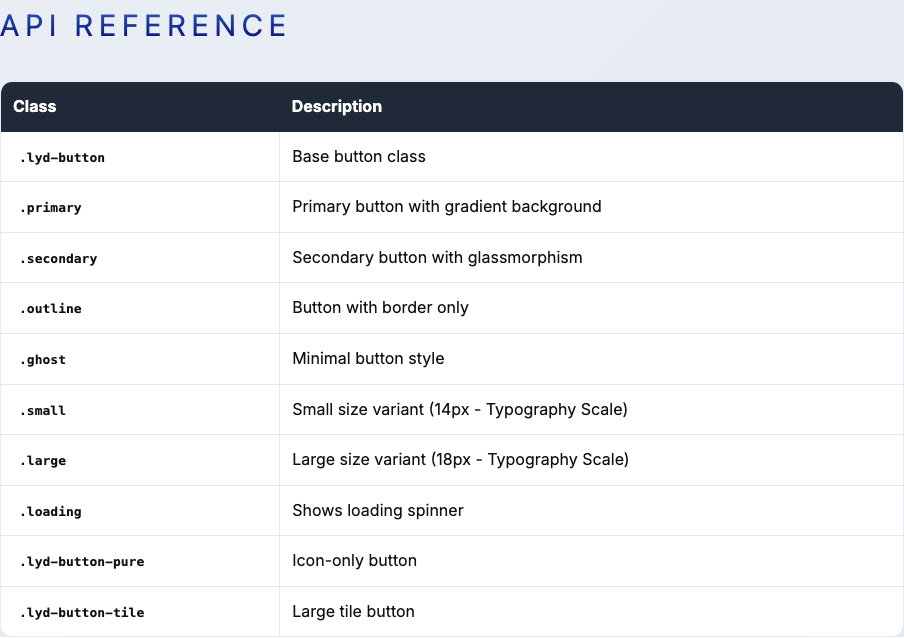 API REFERENCE
Class Description
.lyd-button Base button class
.primary Primary button with gradient background
.secondary Secondary button with glassmorphism
.outline Button with border only
.ghost Minimal button style
.small Small size variant (14px - Typography Scale)
.large Large size variant (18px - Typography Scale)
.loading Shows loading spinner
.lyd-button-pure Icon-only button
.lyd-button-tile Large tile button